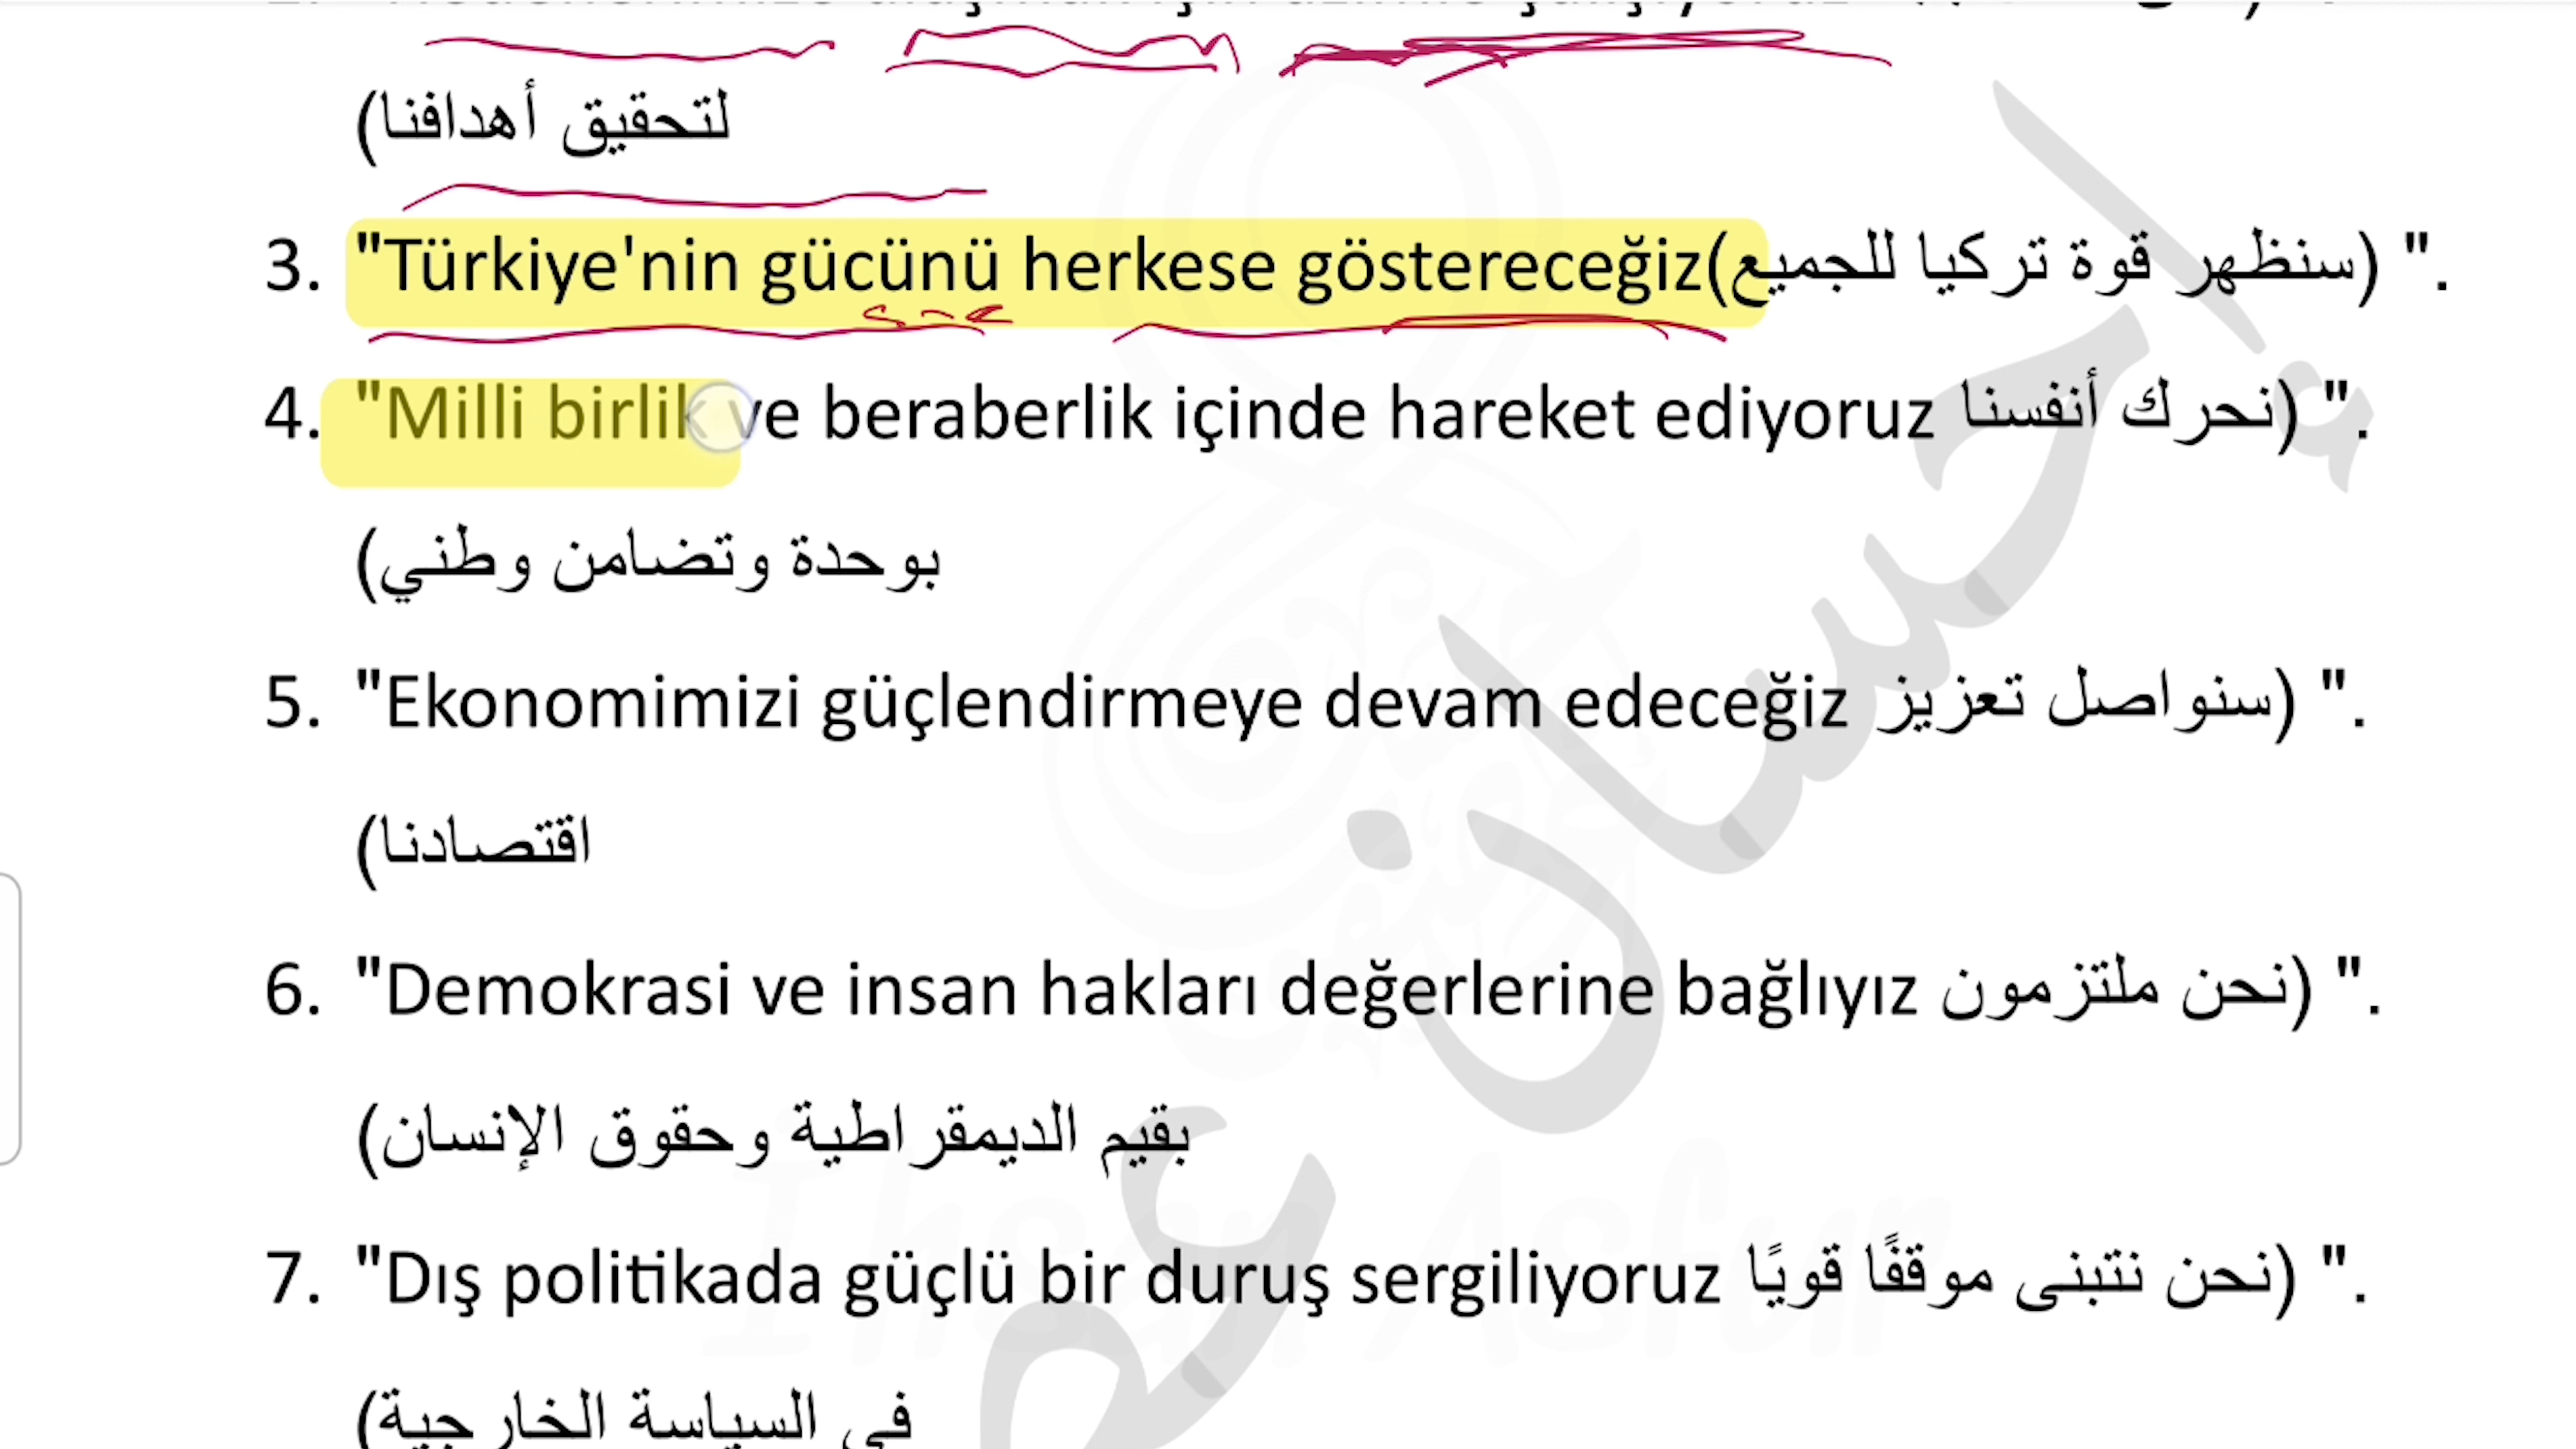 لتحقيق أهدافنا)
3. "Türkiye'nin gücünü herkese göstereceğiz(سنظهر قوة تركيا للجميع) ".
4. "Milli birlik ve beraberlik içinde hareket ediyoruz (نحرك أنفسنا ".
بوحدة وتضامن وطني)
5. "Ekonomimizi güçlendirmeye devam edeceğiz (سنواصل تعزيز ".
اقتصادنا)
6. "Demokrasi ve insan hakları değerlerine bağlıyız (نحن ملتزمون ".
بقيم الديمقراطية وحقوق الإنسان)
7. "Dış politikada güçlü bir duruş sergiliyoruz (نحن نتبنى موقفًا قويًا ".
في السياسة الخارجية)
إحسان
Ihsan Asfur